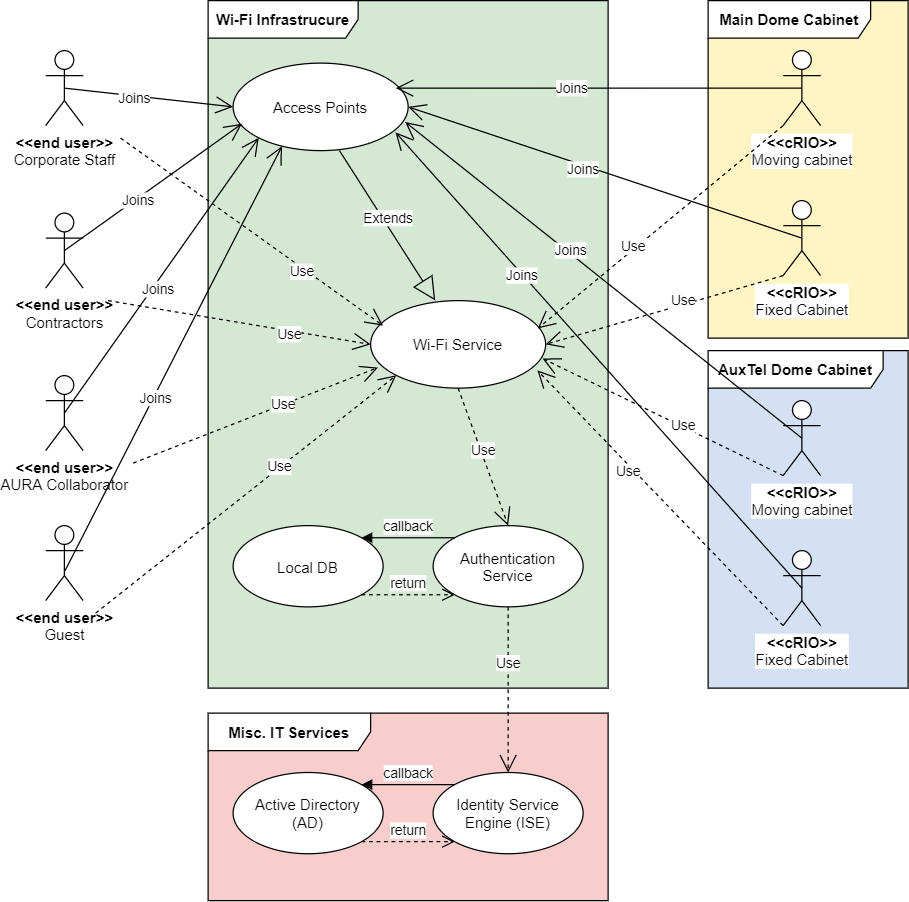 Wi-Fi Infrastrucure
Main Dome Cabinet
Access Points
Joins
Joins
<<end user>>
Corporate Staff
<<cRIO>>
Moving cabinet
Joins
Joins
<<end user>>
Contractors
Extends
Use
Joins
Use
Joins
Joins
Use
Use
<<cRIO>>
Fixed Cabinet
Use
Wi-Fi Service
AuxTel Dome Cabinet
Joins
Use
Use
<<end user>>
AURA Collaborator
Use
Use
Use
<<cRIO>>
Moving cabinet
callback
Local DB
Authentication
Service
return
<<end user>>
Guest
<<cRIO>>
Fixed Cabinet
Use
Misc. IT Services
callback
Active Directory
(AD)
Identity Service
Engine (ISE)
return